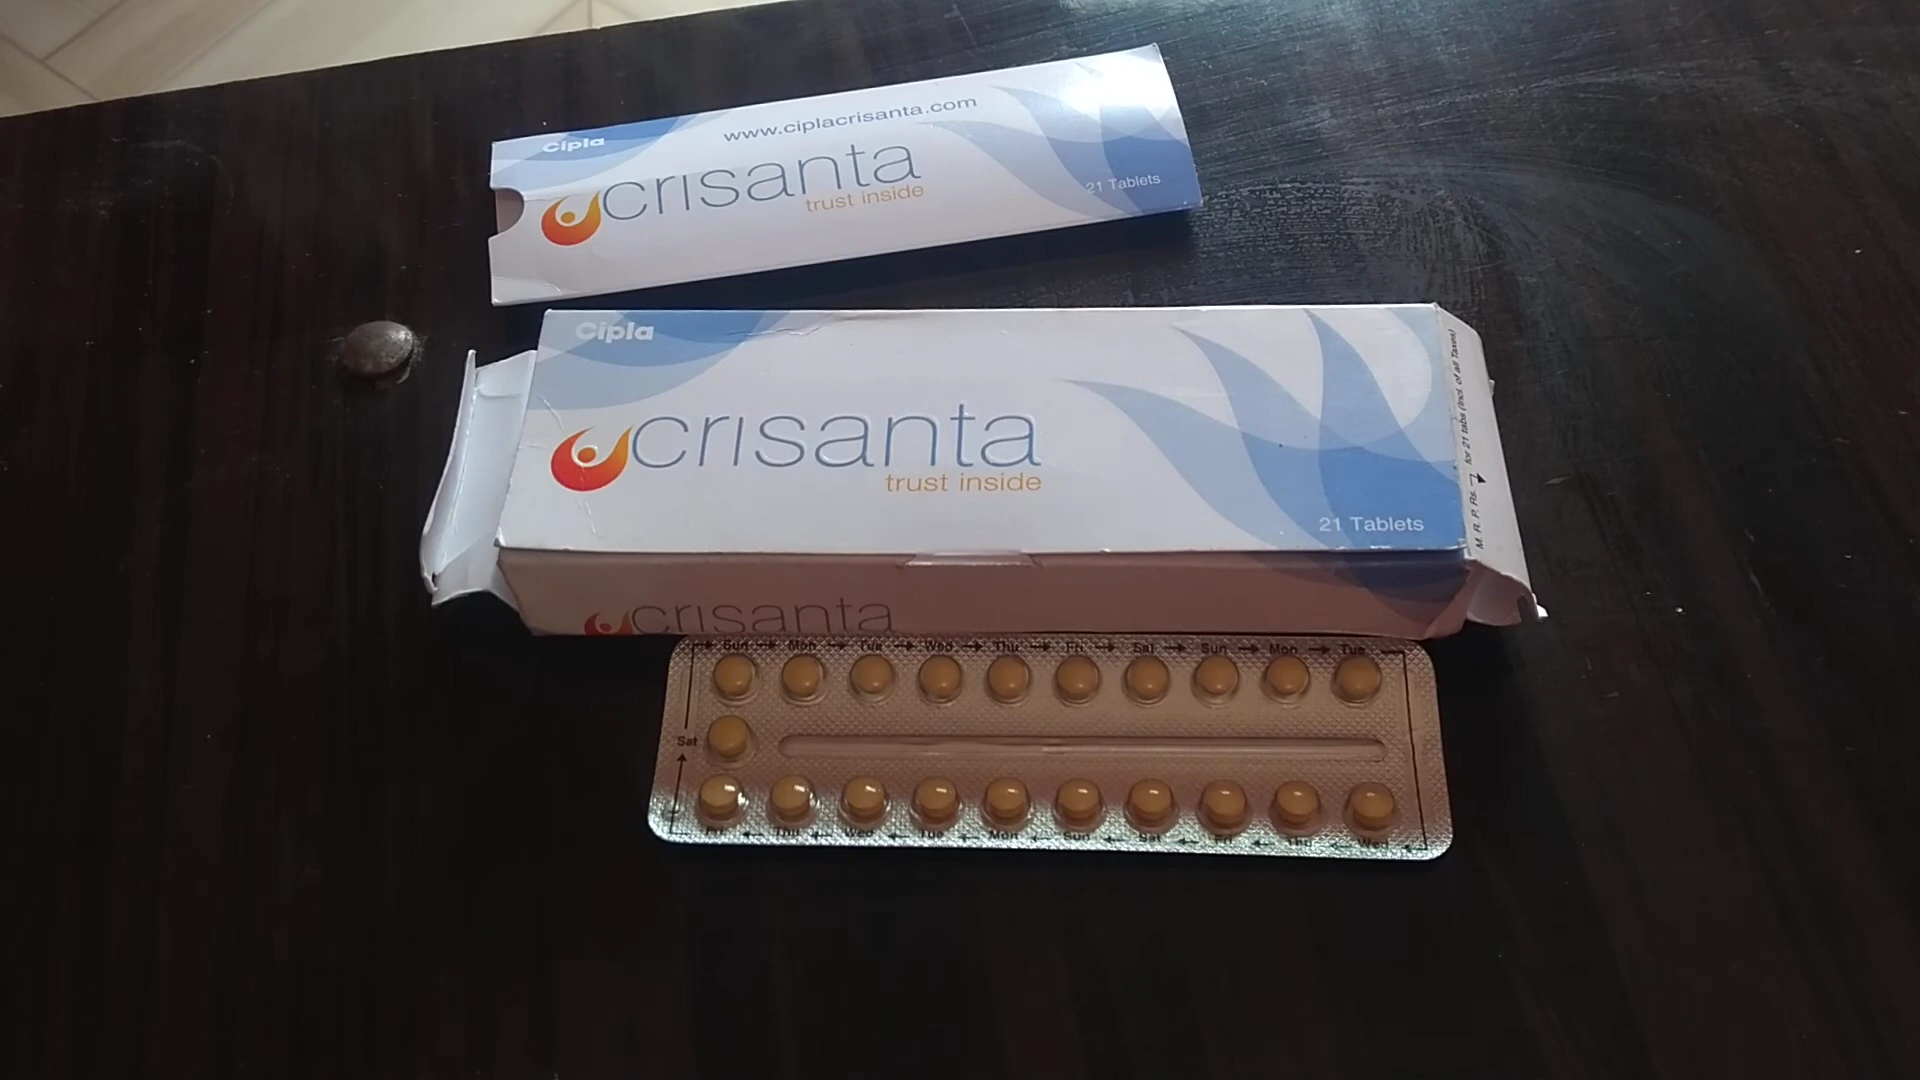 Cipla
www.ciplacrisanta.com
crisanta
trust inside
21 Tablets
Cipla
crisanta
trust inside
21 Tablets
M. R. P. Rs. for 21 tabs (Incl. of all Taxes)
crisanta
Sun Mon Tue Wed Thu Fri Sat Sun Mon Tue
Sat
Fri Thu Wed Tue Mon Sun Sat Fri Thu Wed